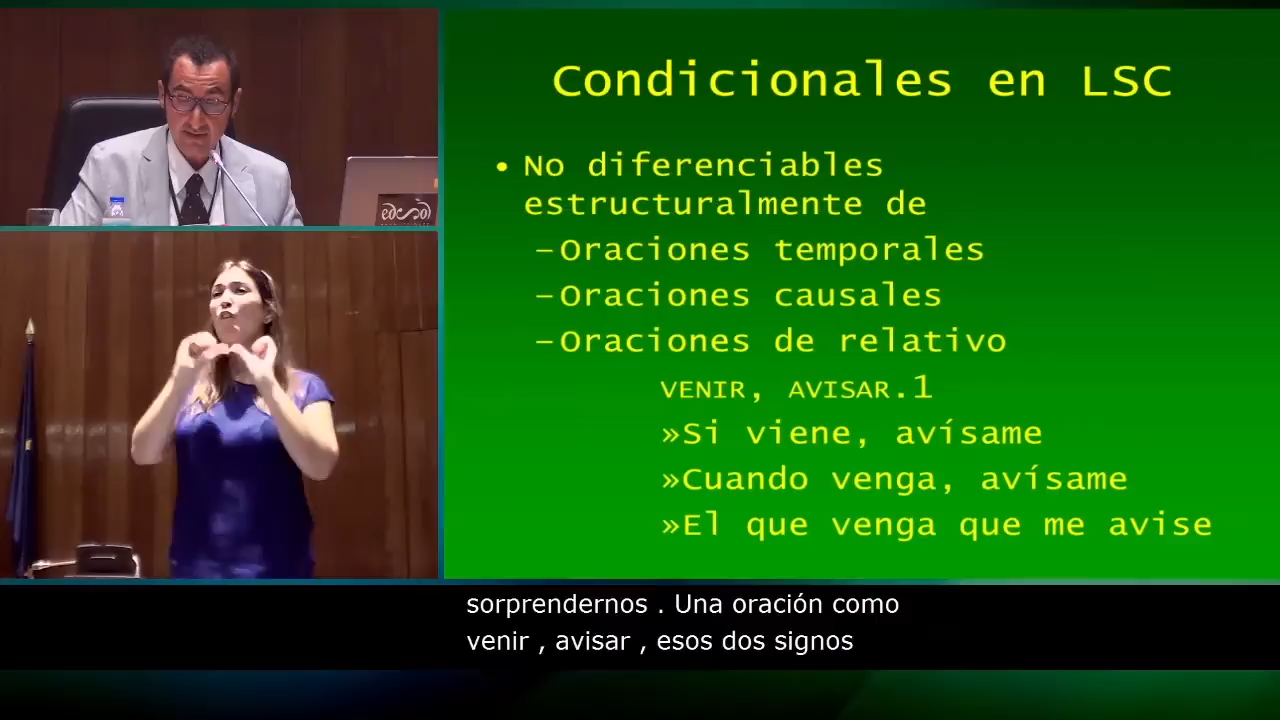 Condicionales en LSC
• No diferenciables
estructuralmente de
–Oraciones temporales
–Oraciones causales
–Oraciones de relativo
VENIR, AVISAR.1
»Si viene, avísame
»Cuando venga, avísame
»El que venga que me avise
sorprendernos . Una oración como
venir , avisar , esos dos signos